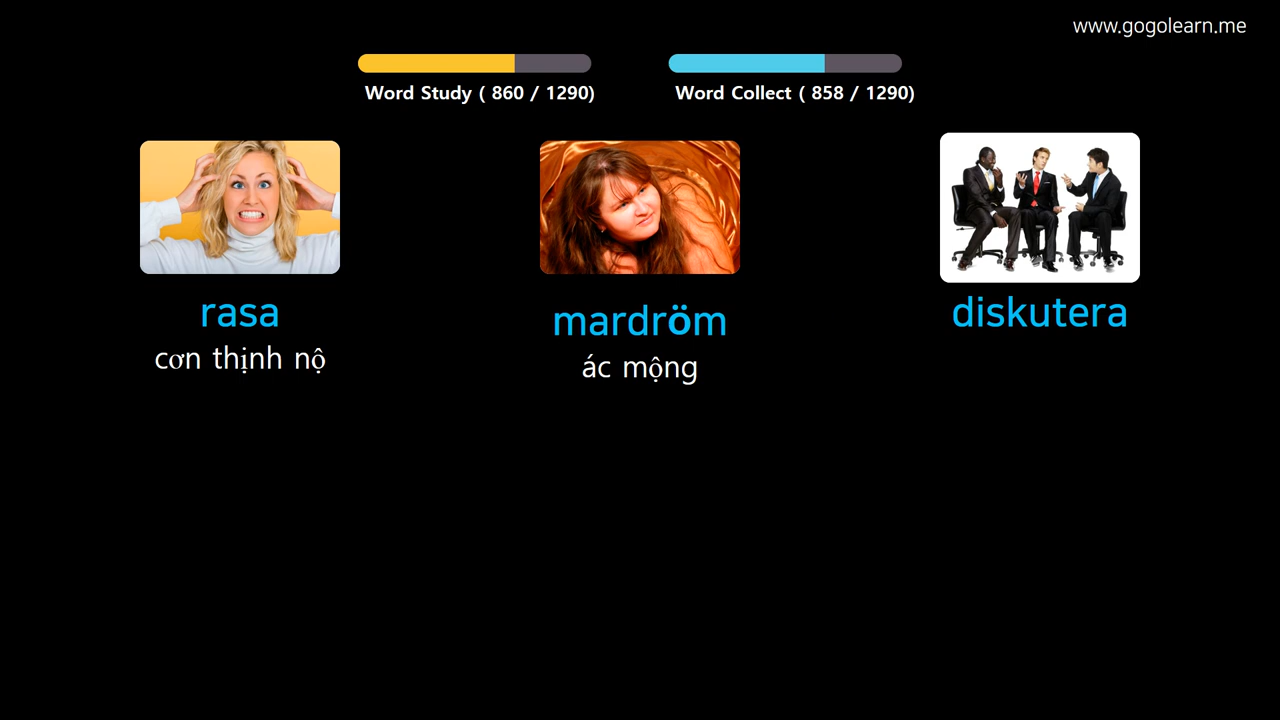 www.gogolearn.me
Word Study ( 860 / 1290)
Word Collect ( 858 / 1290)
rasa
cơn thịnh nộ
mardröm
ác mộng
diskutera